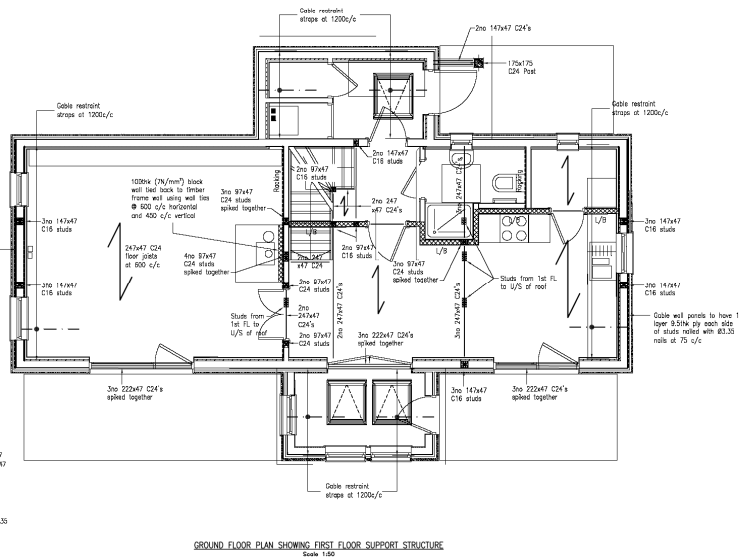 Gable restraint
straps at 1200c/c
2no 147x47 C24's
175x175
C24 Post
Gable restraint
straps at 1200c/c
Gable restraint
straps at 1200c/c
2no 147x47
C16 studs
2no 97x47
C16 studs
100thk (7N/mm²) block
wall tied back to timber
frame wall using wall ties
@ 600 c/c horizontal
and 450 c/c vertical
Racking
3no 97x47
C24 studs
spiked together
2no 247
x47 C24's
3no 247x47 C24's
Racking
3no 147x47
C16 studs
247x47 C24
floor joists
at 600 c/c
4no 97x47
C24 studs
spiked together
L/B
2no 247
x47 C24
2no 97x47
C16 studs
3no 97x47
C24 studs
spiked together
L/B
L/B
L/B
3no 147x47
C16 studs
3no 147x47
C16 studs
3no 97x47
C24 studs
Studs from 1st FL
to U/S of roof
3no 147x47
C16 studs
Studs from
1st FL to
U/S of roof
2no
247x47
C24's
2no 97x47
C24 studs
2no 247x47 C24's
3no 222x47 C24's
spiked together
3no 247x47 C24's
Gable wall panels to have 1
layer 9.5thk ply each side
of studs nailed with Ø3.35
nails at 75 c/c
3no 222x47 C24's
spiked together
3no 147x47
C16 studs
3no 222x47 C24's
spiked together
Gable restraint
straps at 1200c/c
x47
.35
GROUND FLOOR PLAN SHOWING FIRST FLOOR SUPPORT STRUCTURE
Scale 1:50